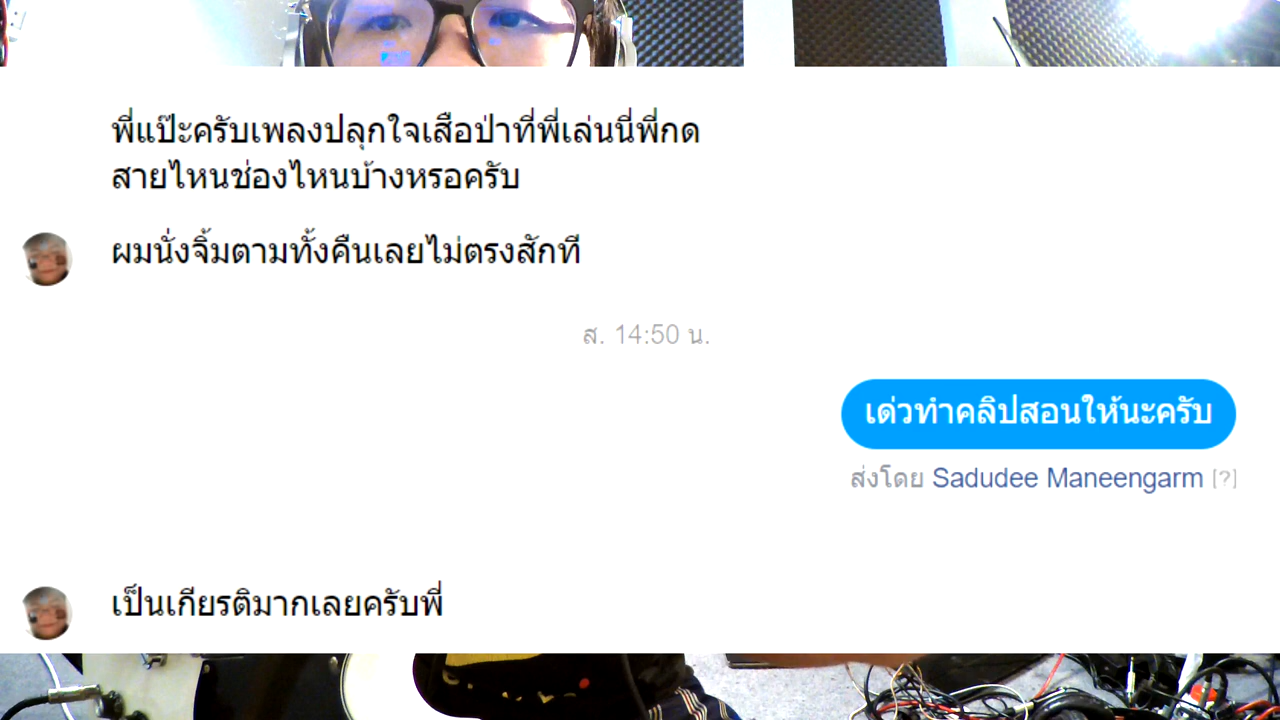 พี่แป๊ะครับเพลงปลุกใจเสือป่าที่พี่เล่นนี่พี่กด
สายไหนช่องไหนบ้างหรอครับ
ผมนั่งจิ้มตามทั้งคืนเลยไม่ตรงสักที
ส. 14:50 น.
เด่วทำคลิปสอนให้นะครับ
ส่งโดย Sadudee Maneengarm [?]
เป็นเกียรติมากเลยครับพี่